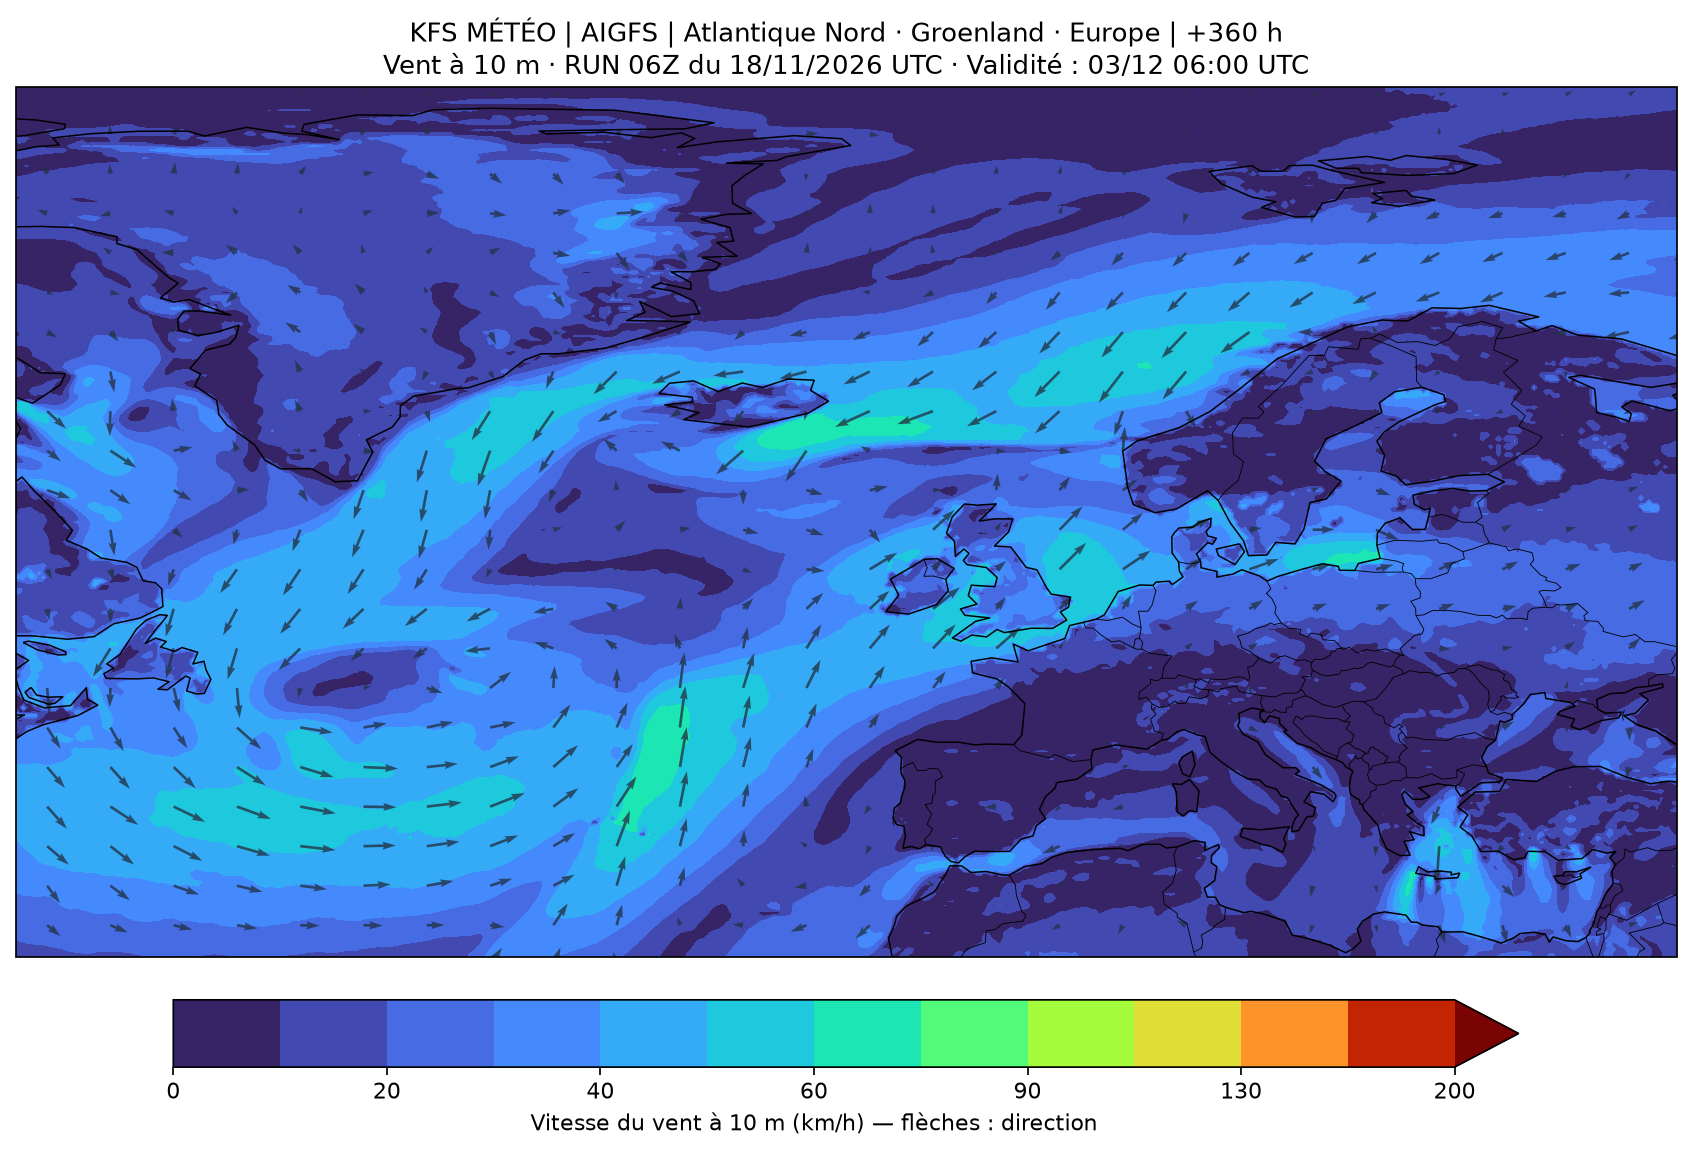 KFS MÉTÉO | AIGFS | Atlantique Nord · Groenland · Europe | +360 h
Vent à 10 m · RUN 06Z du 18/11/2026 UTC · Validité : 03/12 06:00 UTC
0 20 40 60 90 130 200
Vitesse du vent à 10 m (km/h) — flèches : direction